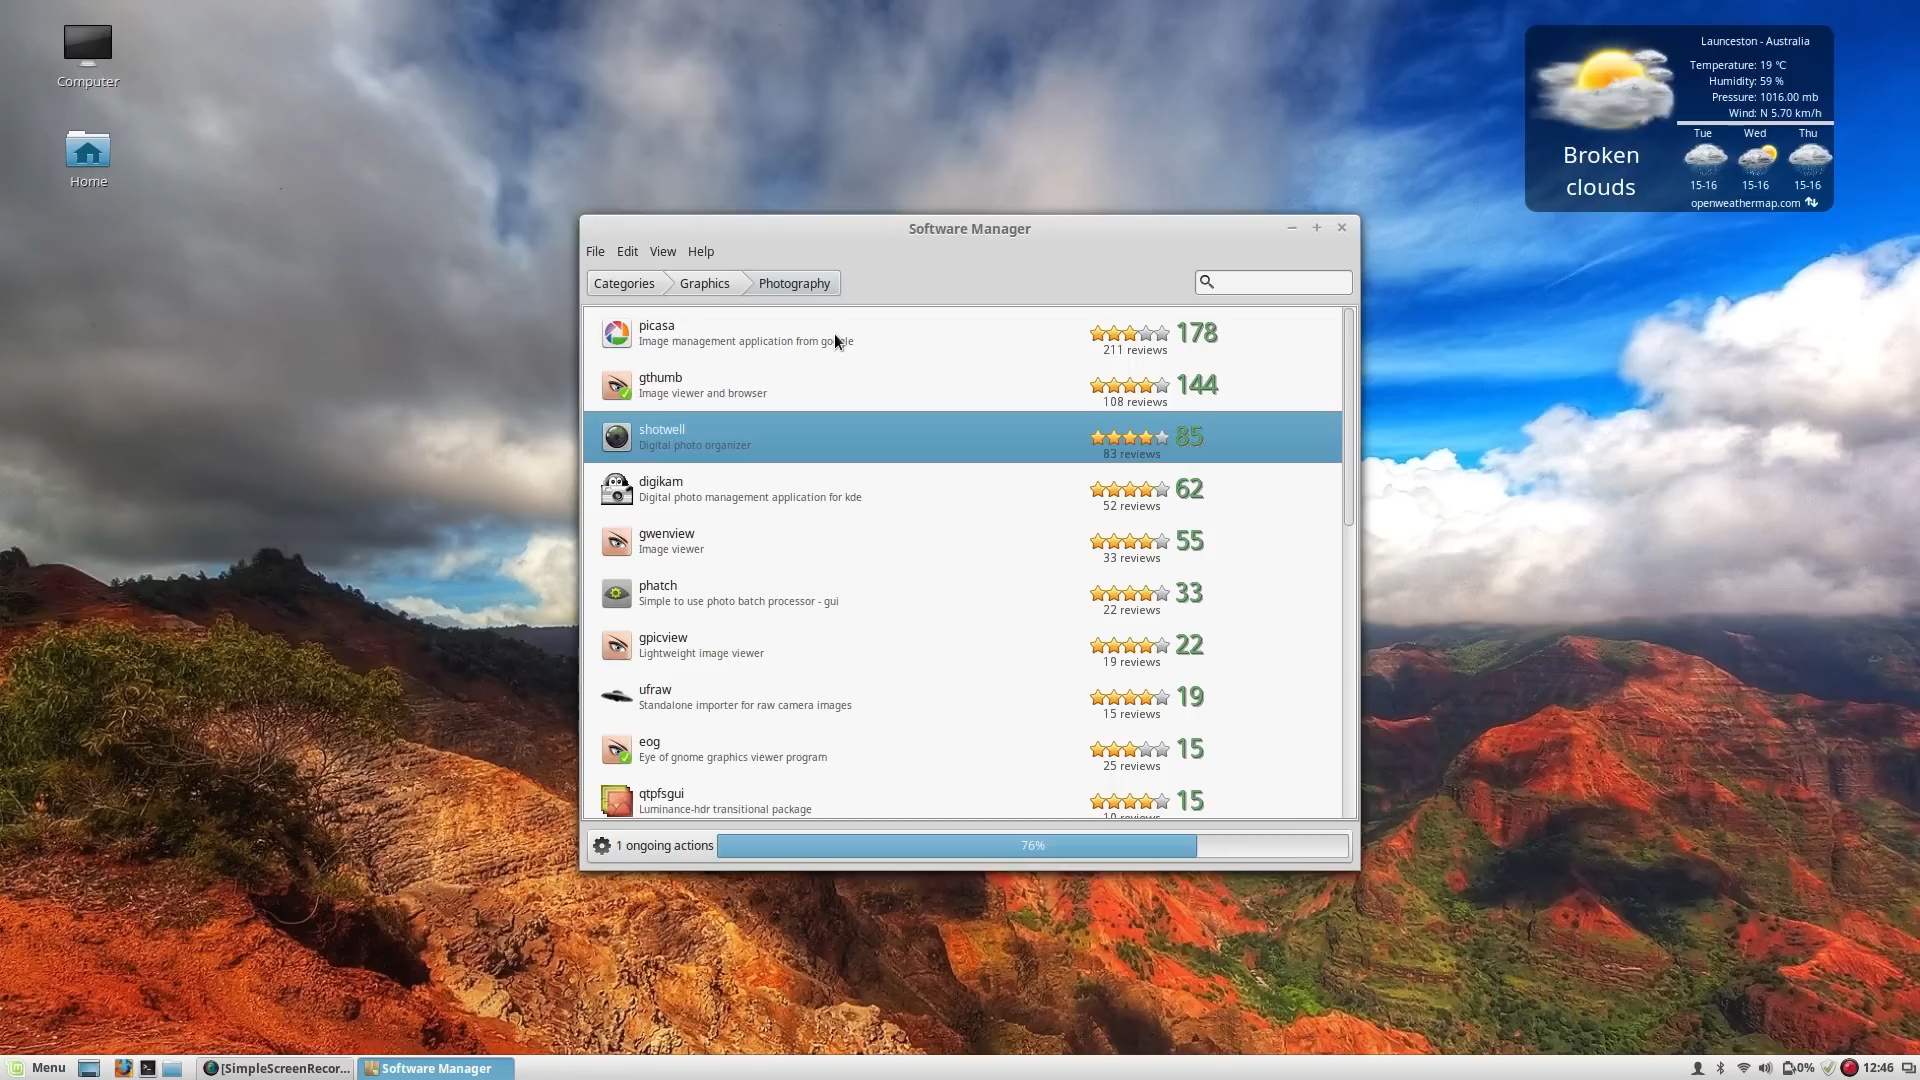 Computer
Home
Launceston - Australia
Temperature: 19 °C
Humidity: 59 %
Pressure: 1016.00 mb
Wind: N 5.70 km/h
Broken
clouds
Tue Wed Thu
15-16 15-16 15-16
openweathermap.com
Software Manager
File Edit View Help
Categories Graphics Photography
picasa
Image management application from google
178
211 reviews
gthumb
Image viewer and browser
144
108 reviews
shotwell
Digital photo organizer
85
83 reviews
digikam
Digital photo management application for kde
62
52 reviews
gwenview
Image viewer
55
33 reviews
phatch
Simple to use photo batch processor - gui
33
22 reviews
gpicview
Lightweight image viewer
22
19 reviews
ufraw
Standalone importer for raw camera images
19
15 reviews
eog
Eye of gnome graphics viewer program
15
25 reviews
qtpfsgui
Luminance-hdr transitional package
15
10 reviews
1 ongoing actions 76%
Menu [SimpleScreenRecor... Software Manager 0% 12:46